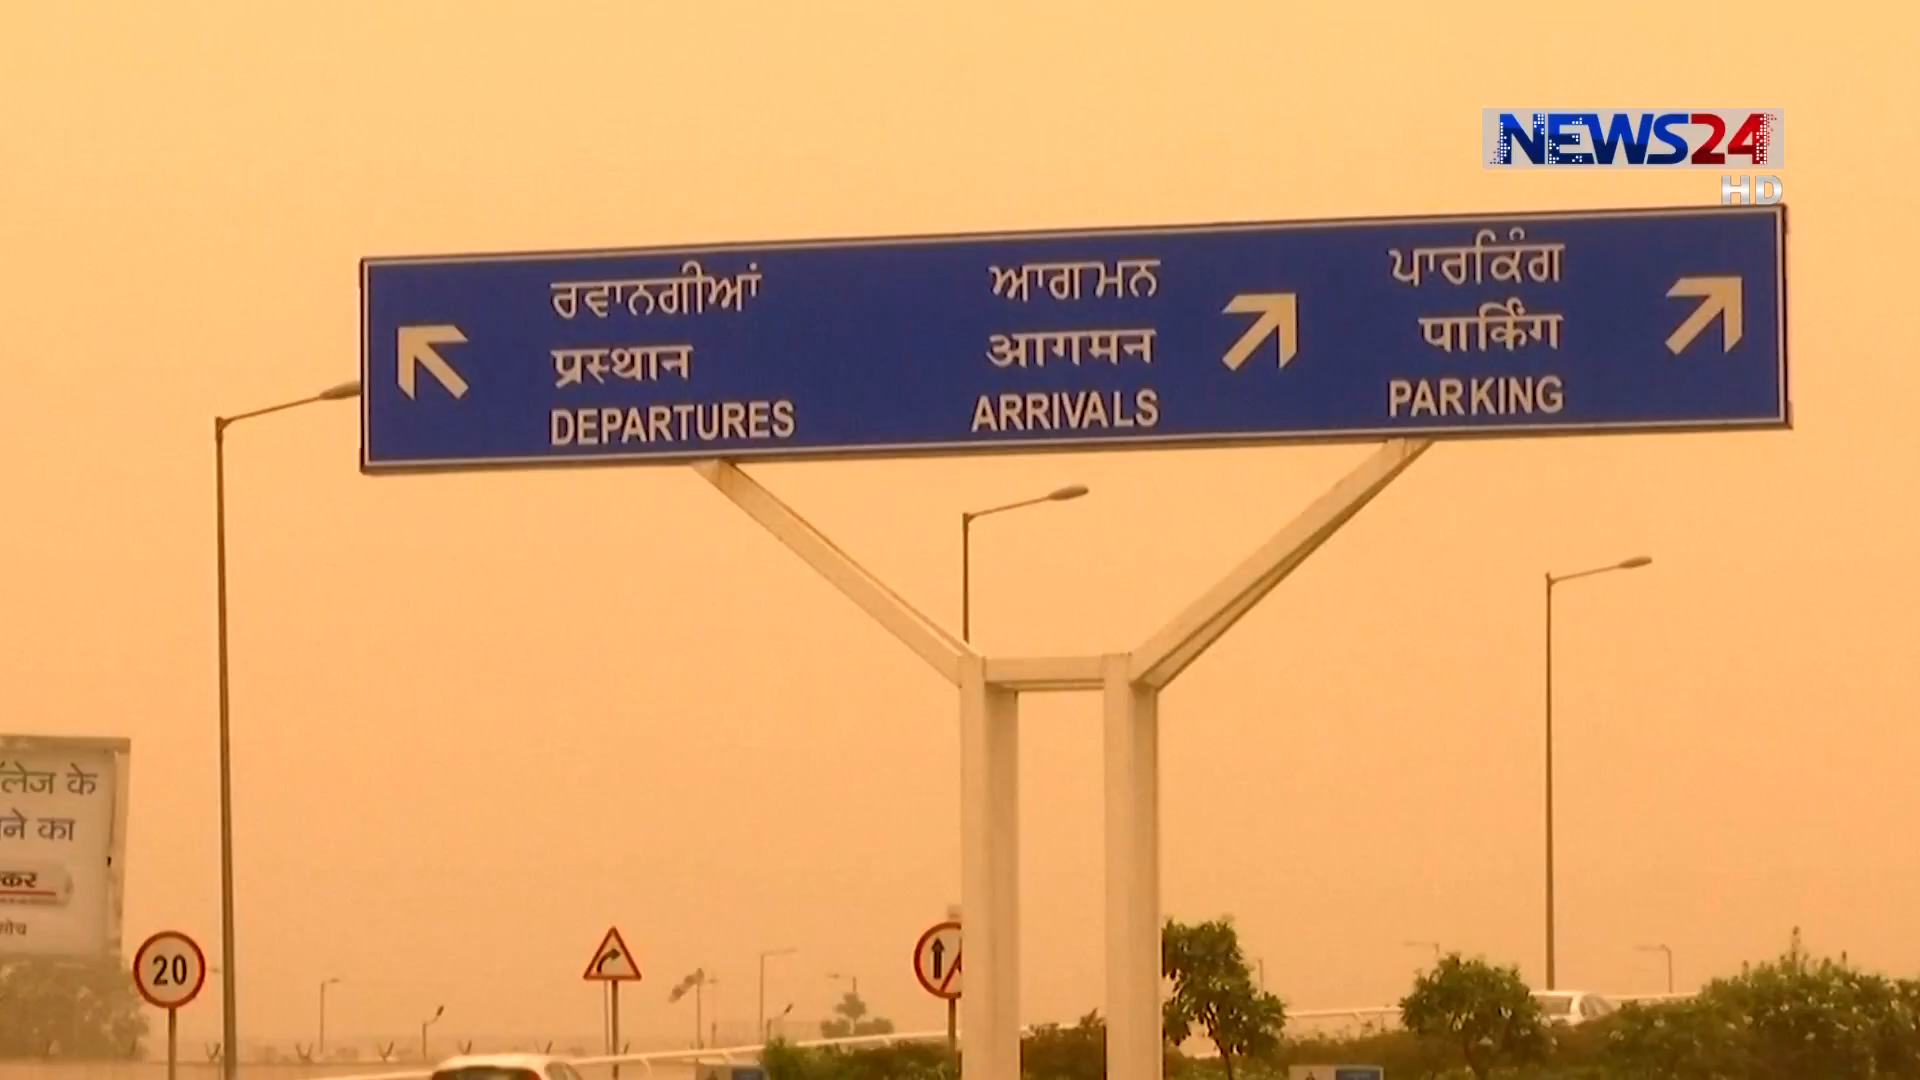 NEWS24
HD
ਰਵਾਨਗੀਆਂ
प्रस्थान
DEPARTURES
ਆਗਮਨ
आगमन
ARRIVALS
ਪਾਰਕਿੰਗ
पार्किंग
PARKING
के
का
20